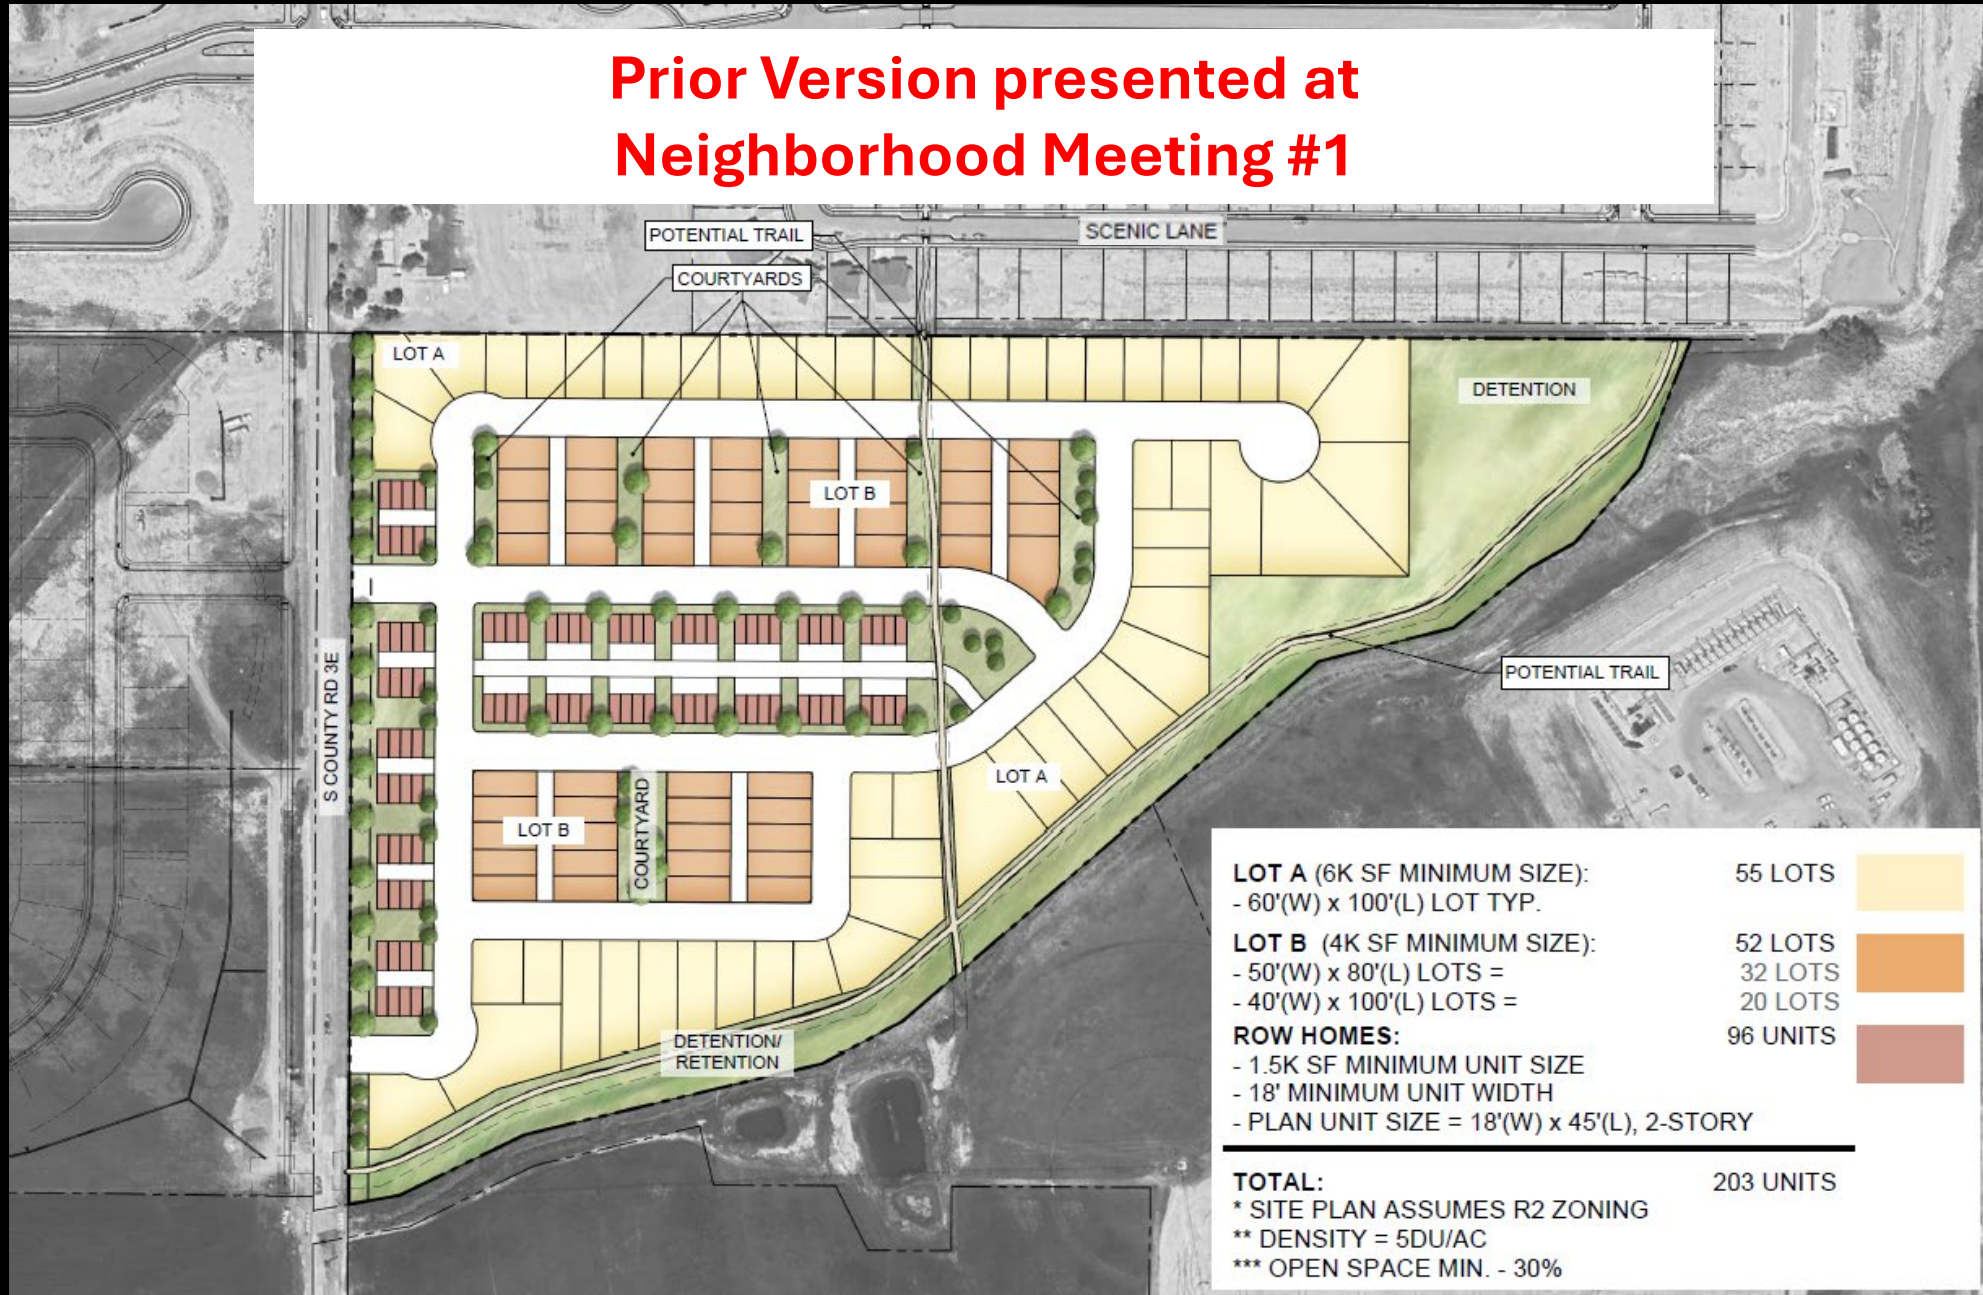 Prior Version presented at
Neighborhood Meeting #1
POTENTIAL TRAIL
SCENIC LANE
COURTYARDS
LOT A
DETENTION
LOT B
S COUNTY RD 3E
POTENTIAL TRAIL
LOT A
COURTYARD
LOT B
DETENTION/
RETENTION
LOT A (6K SF MINIMUM SIZE): 55 LOTS
- 60'(W) x 100'(L) LOT TYP.
LOT B (4K SF MINIMUM SIZE): 52 LOTS
- 50'(W) x 80'(L) LOTS = 32 LOTS
- 40'(W) x 100'(L) LOTS = 20 LOTS
ROW HOMES: 96 UNITS
- 1.5K SF MINIMUM UNIT SIZE
- 18' MINIMUM UNIT WIDTH
- PLAN UNIT SIZE = 18'(W) x 45'(L), 2-STORY
TOTAL: 203 UNITS
* SITE PLAN ASSUMES R2 ZONING
** DENSITY = 5DU/AC
*** OPEN SPACE MIN. - 30%